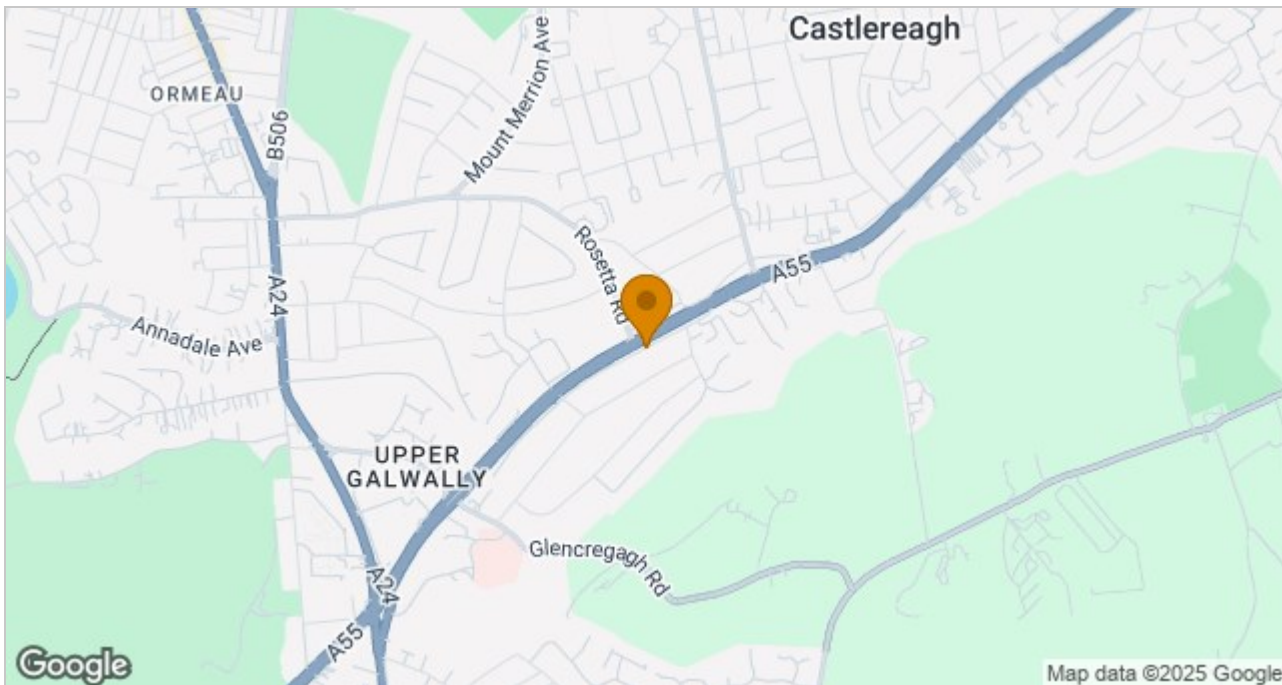 Castlereagh
ORMEAU
B506
Mount Merrion Ave
Rosetta Rd
A55
A24
Annadale Ave
UPPER
GALWALLY
Glencregagh Rd
A24
A55
Google
Map data ©2025 Google